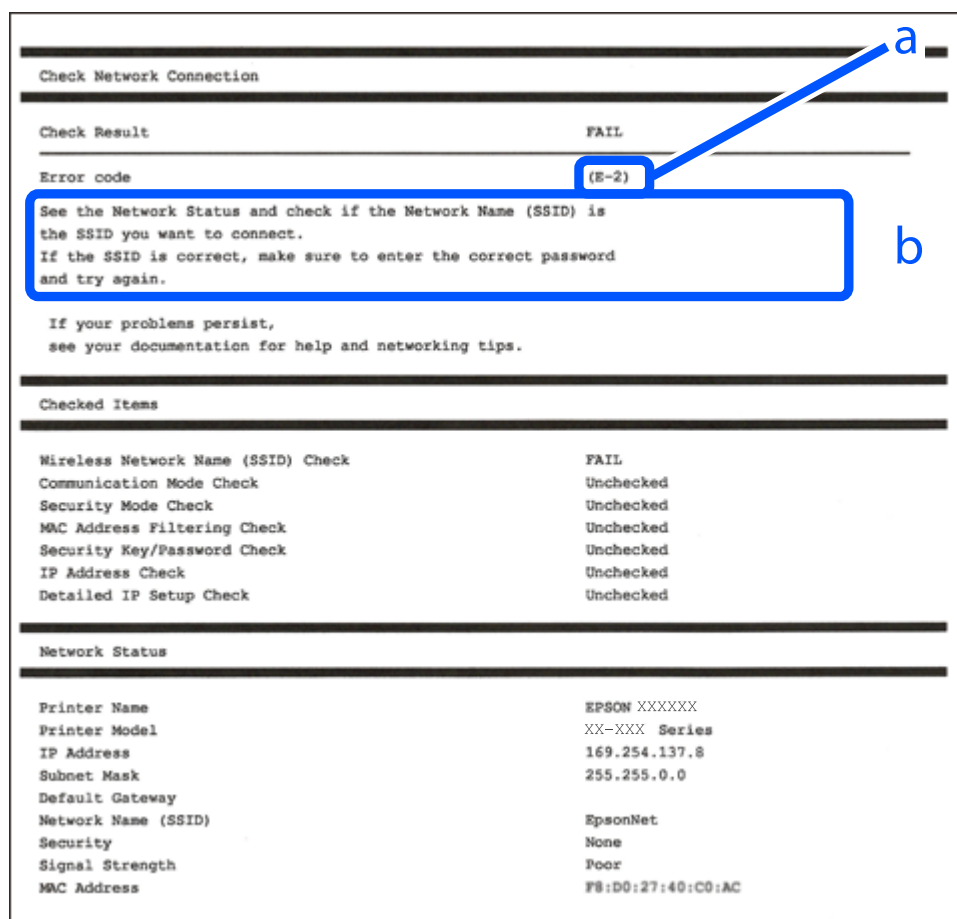 a
Check Network Connection
Check Result FAIL
Error code (E-2)
See the Network Status and check if the Network Name (SSID) is
the SSID you want to connect.
If the SSID is correct, make sure to enter the correct password
and try again.
b
If your problems persist,
see your documentation for help and networking tips.
Checked Items
Wireless Network Name (SSID) Check FAIL
Communication Mode Check Unchecked
Security Mode Check Unchecked
MAC Address Filtering Check Unchecked
Security Key/Password Check Unchecked
IP Address Check Unchecked
Detailed IP Setup Check Unchecked
Network Status
Printer Name EPSON XXXXXX
Printer Model XX-XXX Series
IP Address 169.254.137.8
Subnet Mask 255.255.0.0
Default Gateway
Network Name (SSID) EpsonNet
Security None
Signal Strength Poor
MAC Address F8:D0:27:40:C0:AC